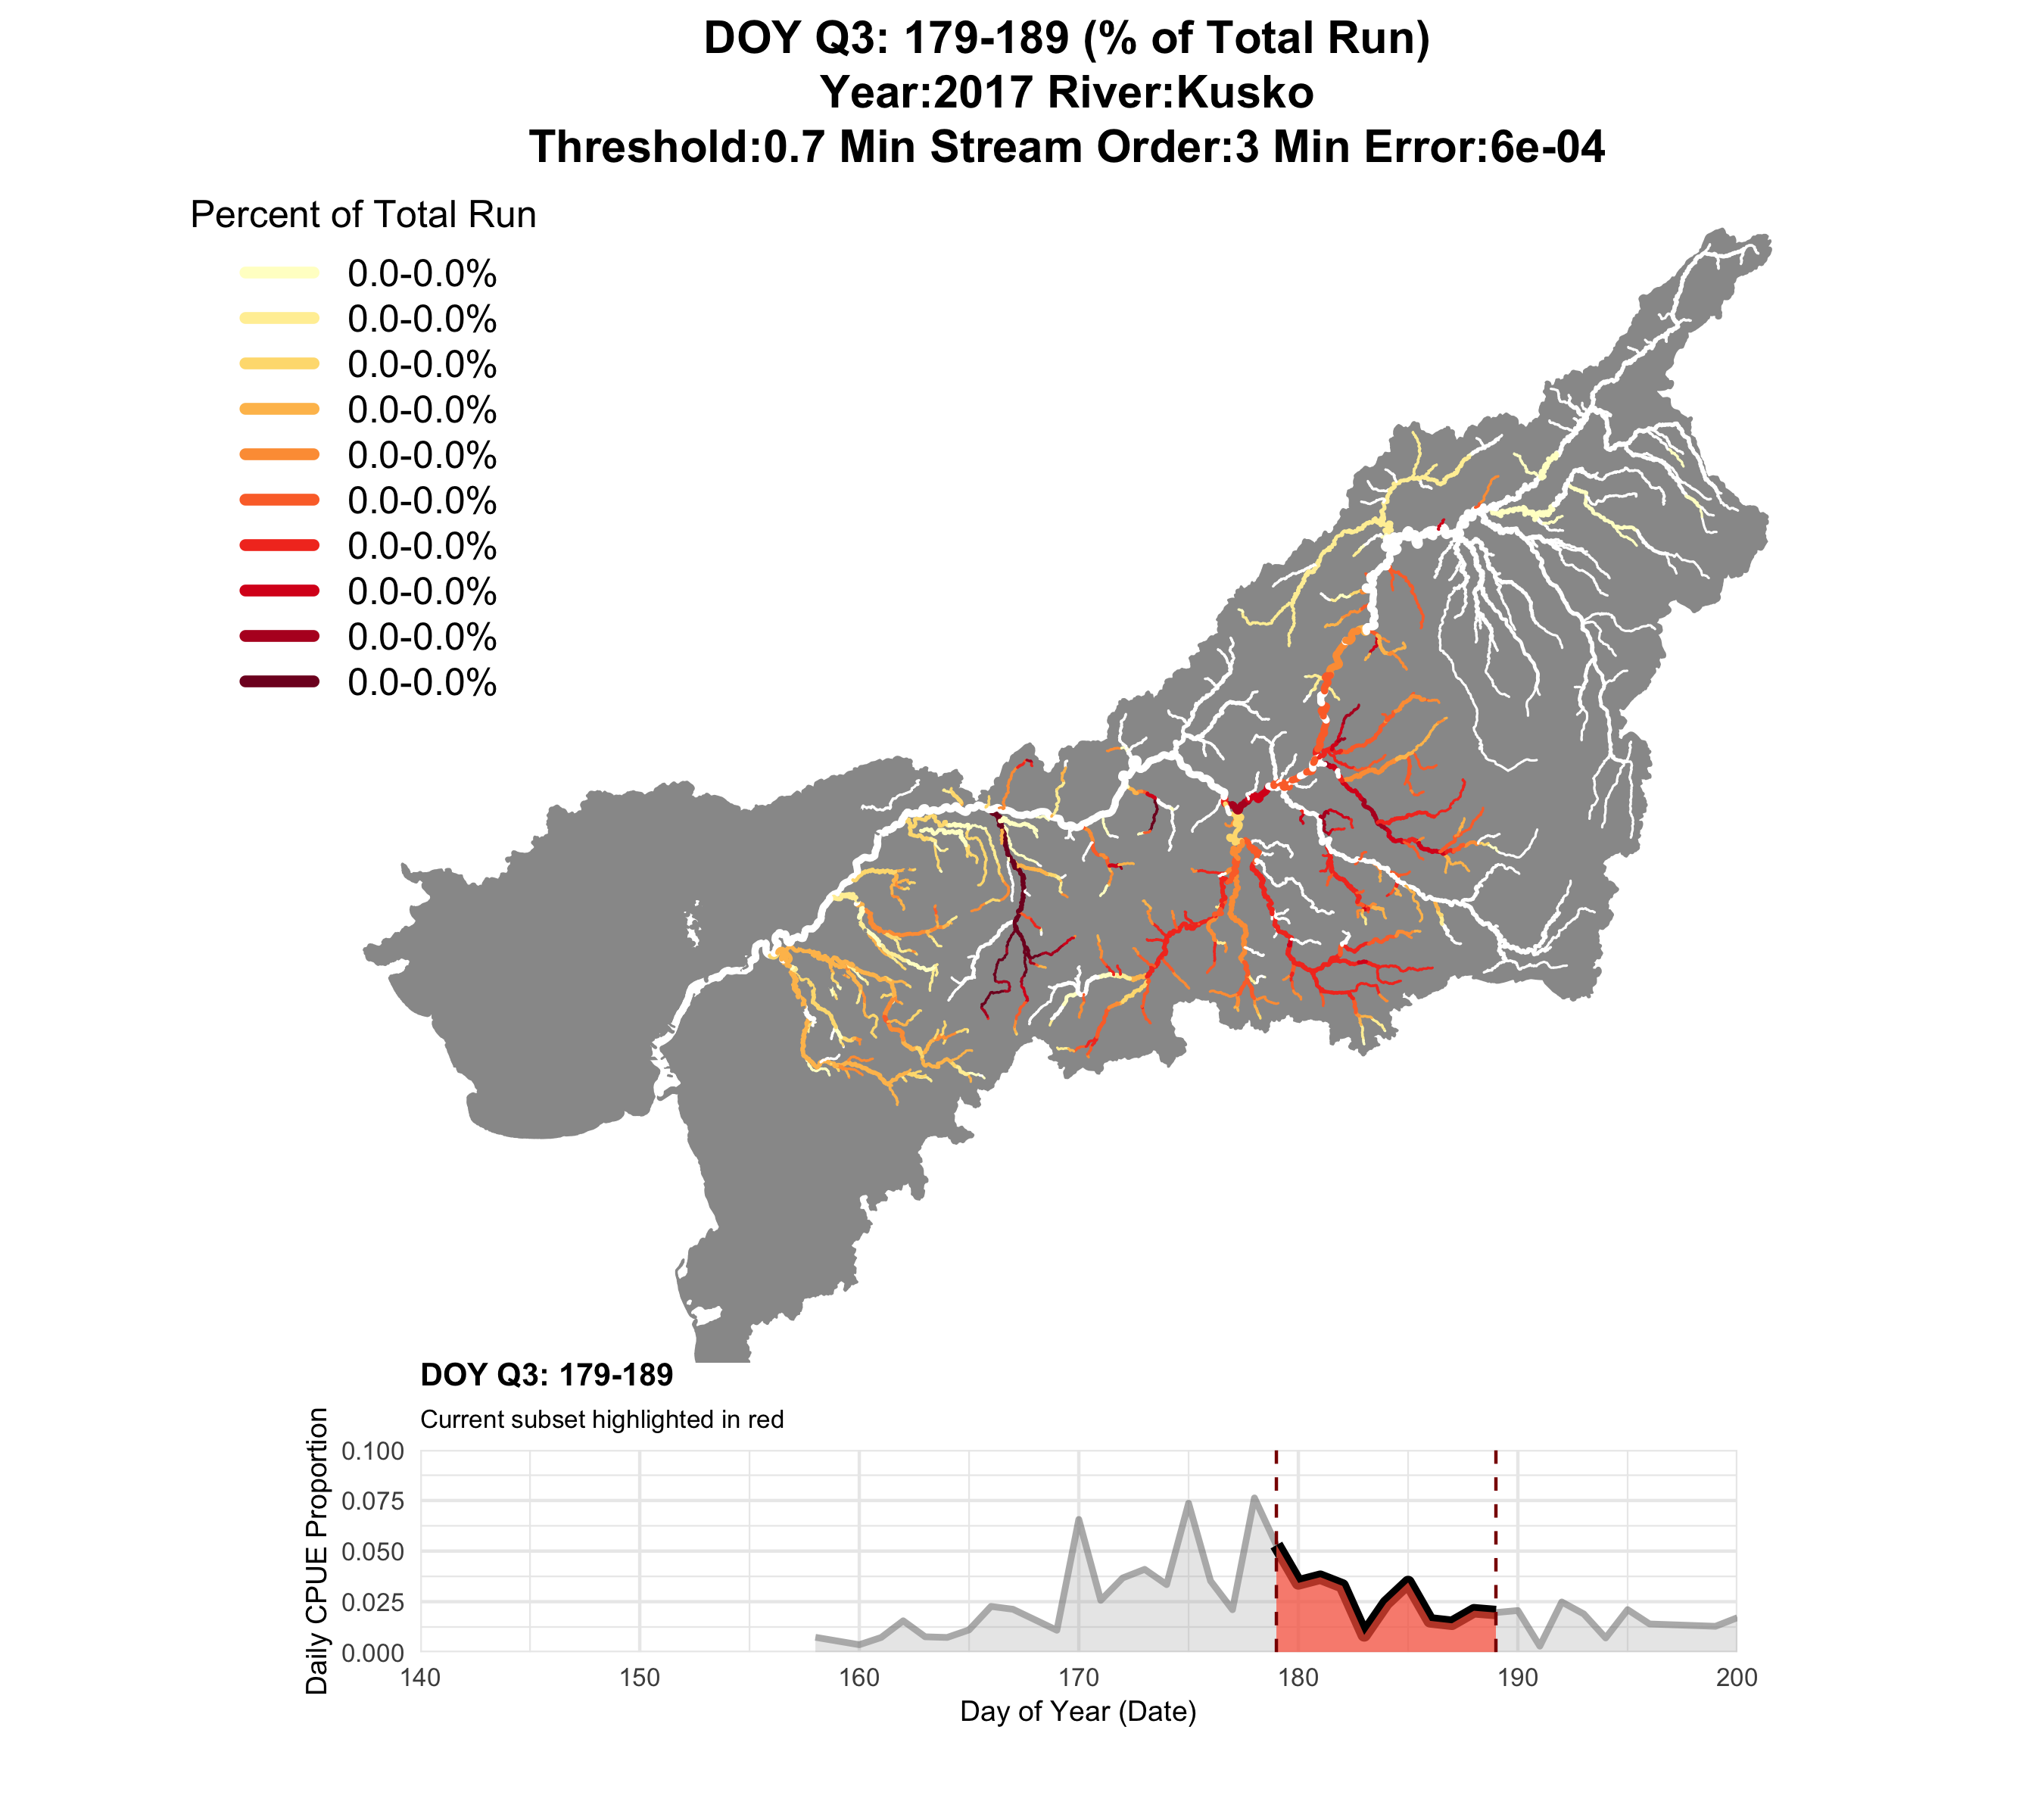 DOY Q3: 179-189 (% of Total Run)
Year:2017 River:Kusko
Threshold:0.7 Min Stream Order:3 Min Error:6e-04
Percent of Total Run
0.0-0.0%
0.0-0.0%
0.0-0.0%
0.0-0.0%
0.0-0.0%
0.0-0.0%
0.0-0.0%
0.0-0.0%
0.0-0.0%
0.0-0.0%
DOY Q3: 179-189
Current subset highlighted in red
Daily CPUE Proportion
0.100
0.075
0.050
0.025
0.000
140 150 160 170 180 190 200
Day of Year (Date)